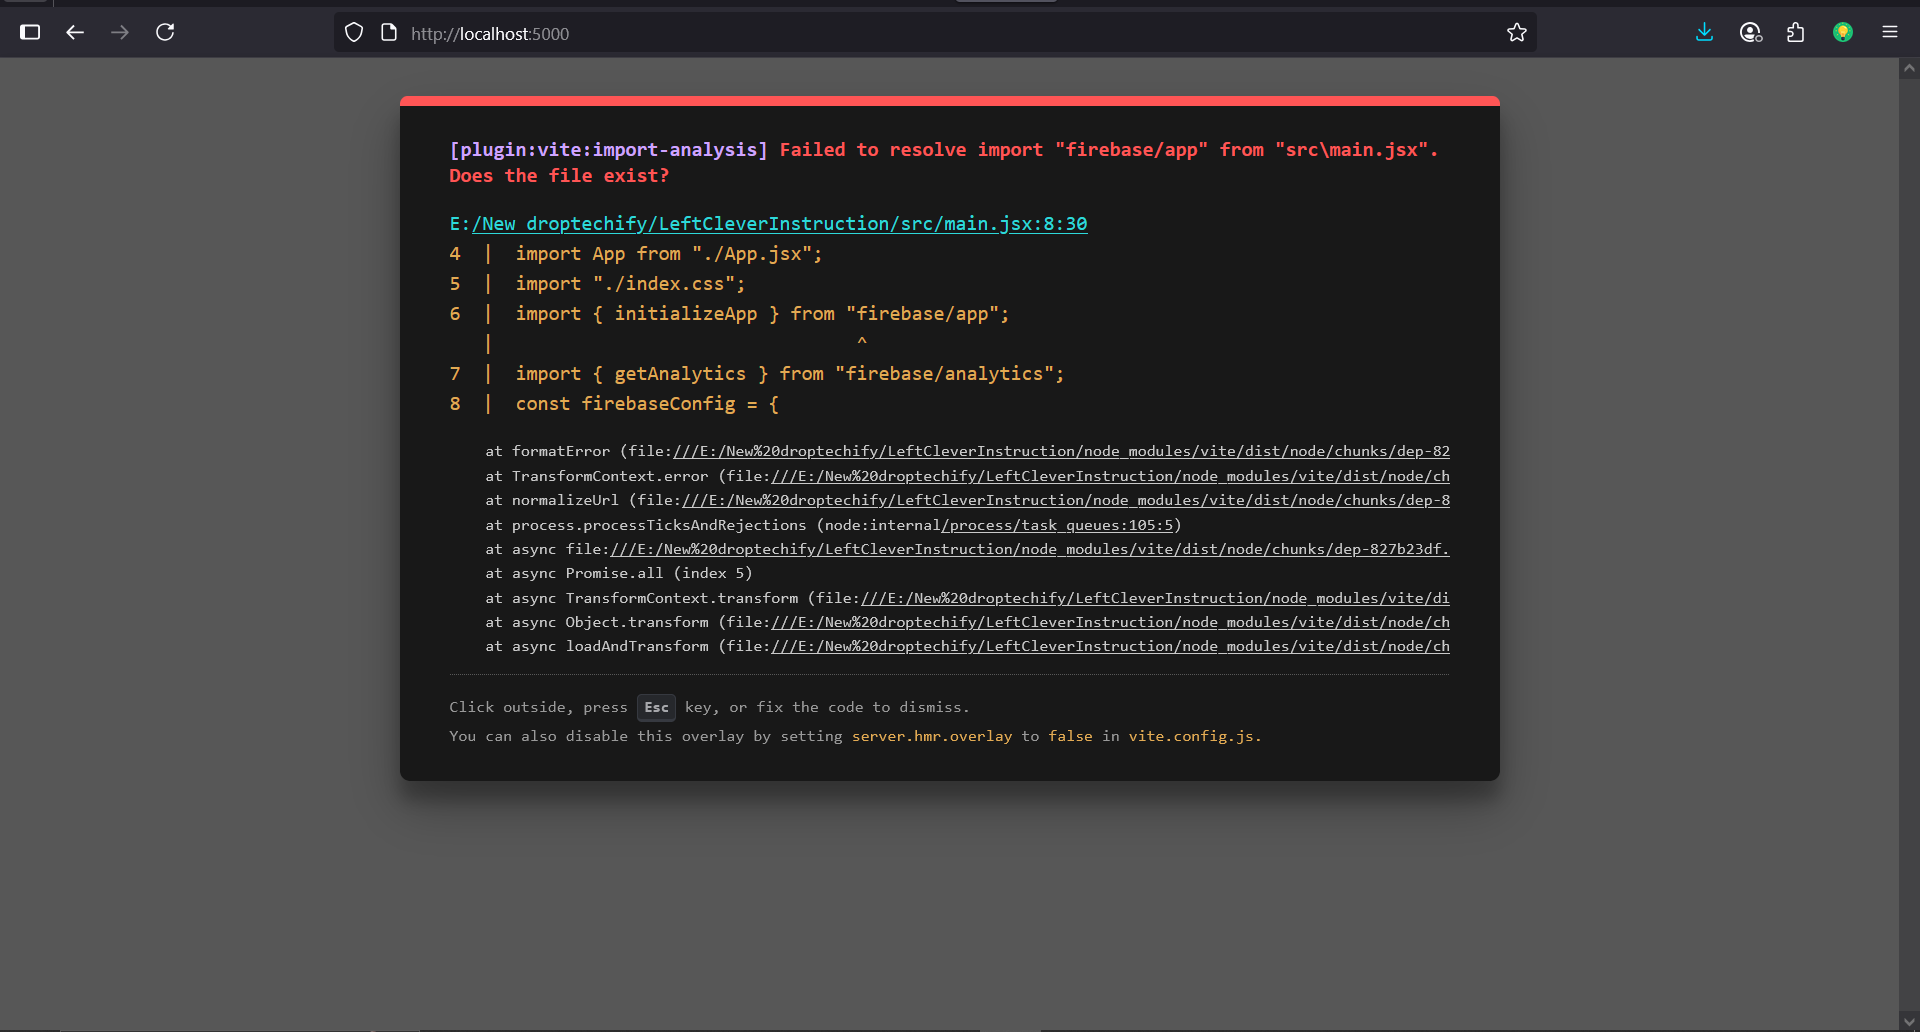 http://localhost:5000
[plugin:vite:import-analysis] Failed to resolve import "firebase/app" from "src\main.jsx".
Does the file exist?
E:/New droptechify/LeftCleverInstruction/src/main.jsx:8:30
4  |  import App from "./App.jsx";
5  |  import "./index.css";
6  |  import { initializeApp } from "firebase/app";
   |                                ^
7  |  import { getAnalytics } from "firebase/analytics";
8  |  const firebaseConfig = {
at formatError (file:///E:/New%20droptechify/LeftCleverInstruction/node_modules/vite/dist/node/chunks/dep-82
at TransformContext.error (file:///E:/New%20droptechify/LeftCleverInstruction/node_modules/vite/dist/node/ch
at normalizeUrl (file:///E:/New%20droptechify/LeftCleverInstruction/node_modules/vite/dist/node/chunks/dep-8
at process.processTicksAndRejections (node:internal/process/task_queues:105:5)
at async file:///E:/New%20droptechify/LeftCleverInstruction/node_modules/vite/dist/node/chunks/dep-827b23df.
at async Promise.all (index 5)
at async TransformContext.transform (file:///E:/New%20droptechify/LeftCleverInstruction/node_modules/vite/di
at async Object.transform (file:///E:/New%20droptechify/LeftCleverInstruction/node_modules/vite/dist/node/ch
at async loadAndTransform (file:///E:/New%20droptechify/LeftCleverInstruction/node_modules/vite/dist/node/ch
Click outside, press Esc key, or fix the code to dismiss.
You can also disable this overlay by setting server.hmr.overlay to false in vite.config.js.